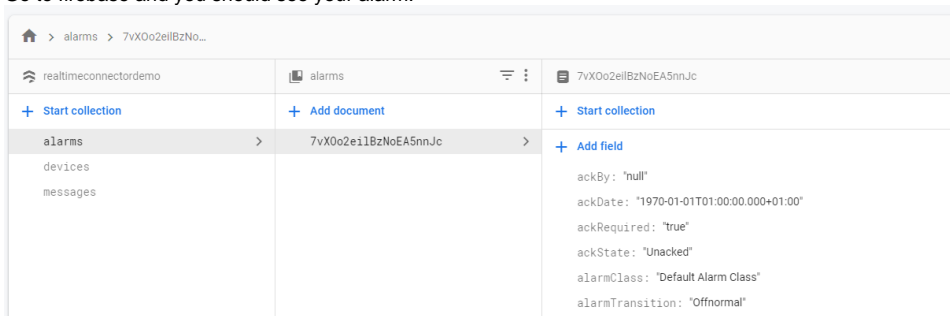 Go to firebase and you should see your alarm.
> alarms > 7vXOo2eilBzNo...
realtimeconnectordemo
alarms
7vXOo2eilBzNoEA5nnJc
+ Start collection
+ Add document
+ Start collection
alarms >
7vXOo2eilBzNoEA5nnJc >
+ Add field
devices
messages
ackBy: "null"
ackDate: "1970-01-01T01:00:00.000+01:00"
ackRequired: "true"
ackState: "Unacked"
alarmClass: "Default Alarm Class"
alarmTransition: "Offnormal"